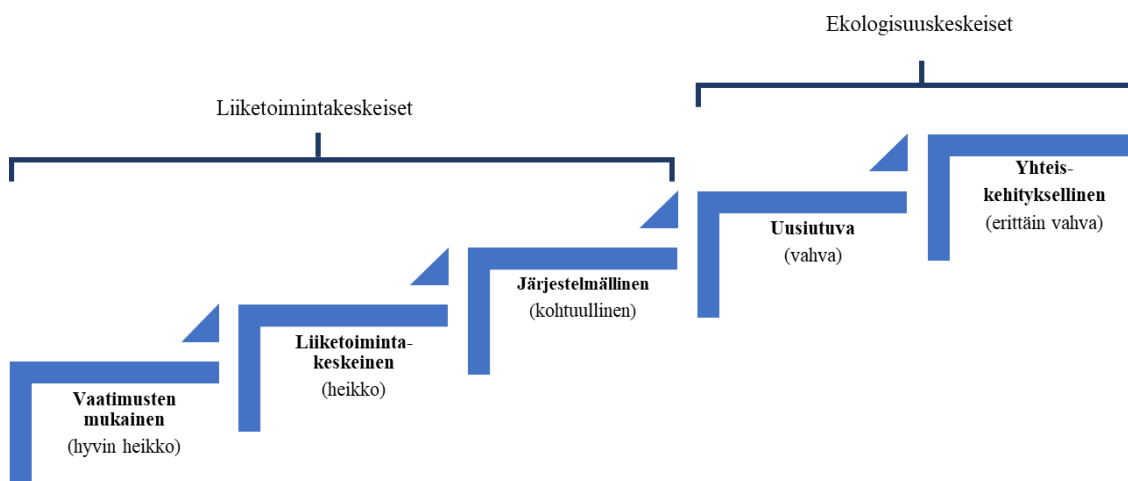 Ekologisuuskeskeiset
Liiketoimintakeskeiset
Vaatimusten
mukainen
(hyvin heikko)
Liiketoiminta-
keskeinen
(heikko)
Järjestelmällinen
(kohtuullinen)
Uusiutuva
(vahva)
Yhteis-
kehityksellinen
(erittäin vahva)